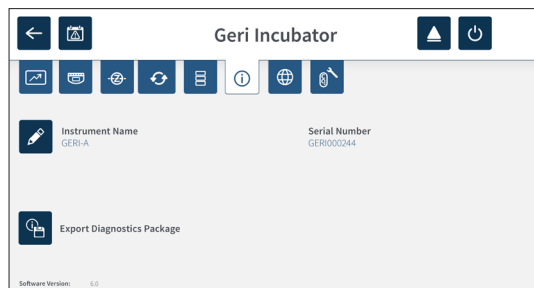 Geri Incubator
Instrument Name
GERI-A
Serial Number
GERI000244
Export Diagnostics Package
Software Version: 6.0